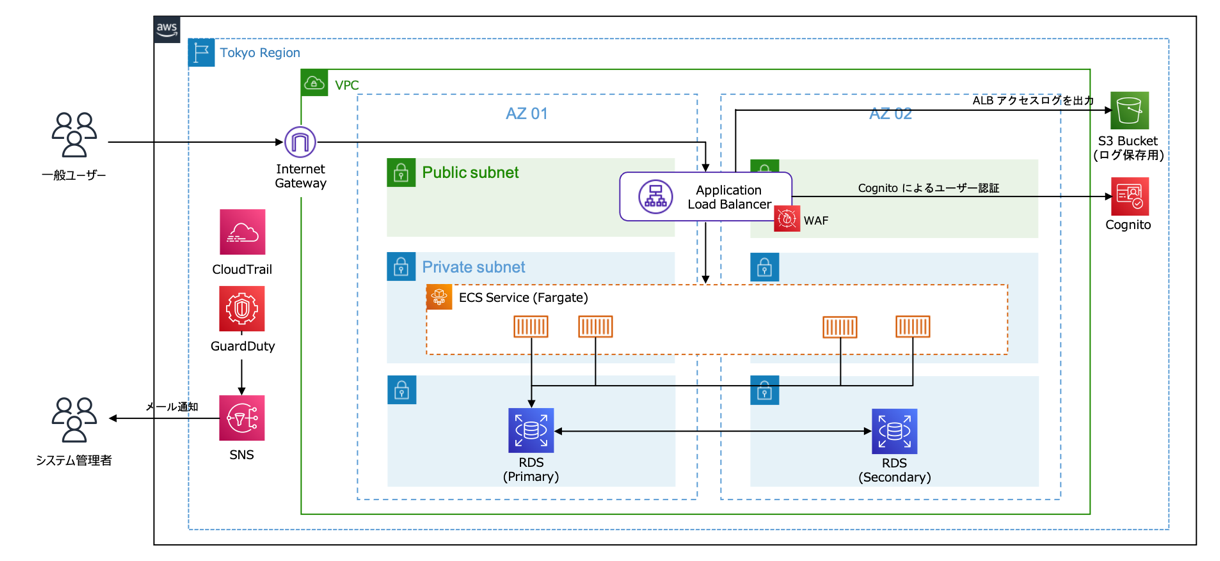 aws
Tokyo Region
VPC
AZ 01
AZ 02
ALB アクセスログを出力
S3 Bucket
(ログ保存用)
一般ユーザー
Internet
Gateway
Public subnet
Application
Load Balancer
WAF
Cognito によるユーザー認証
Cognito
CloudTrail
Private subnet
ECS Service (Fargate)
GuardDuty
メール通知
システム管理者
SNS
RDS
(Primary)
RDS
(Secondary)